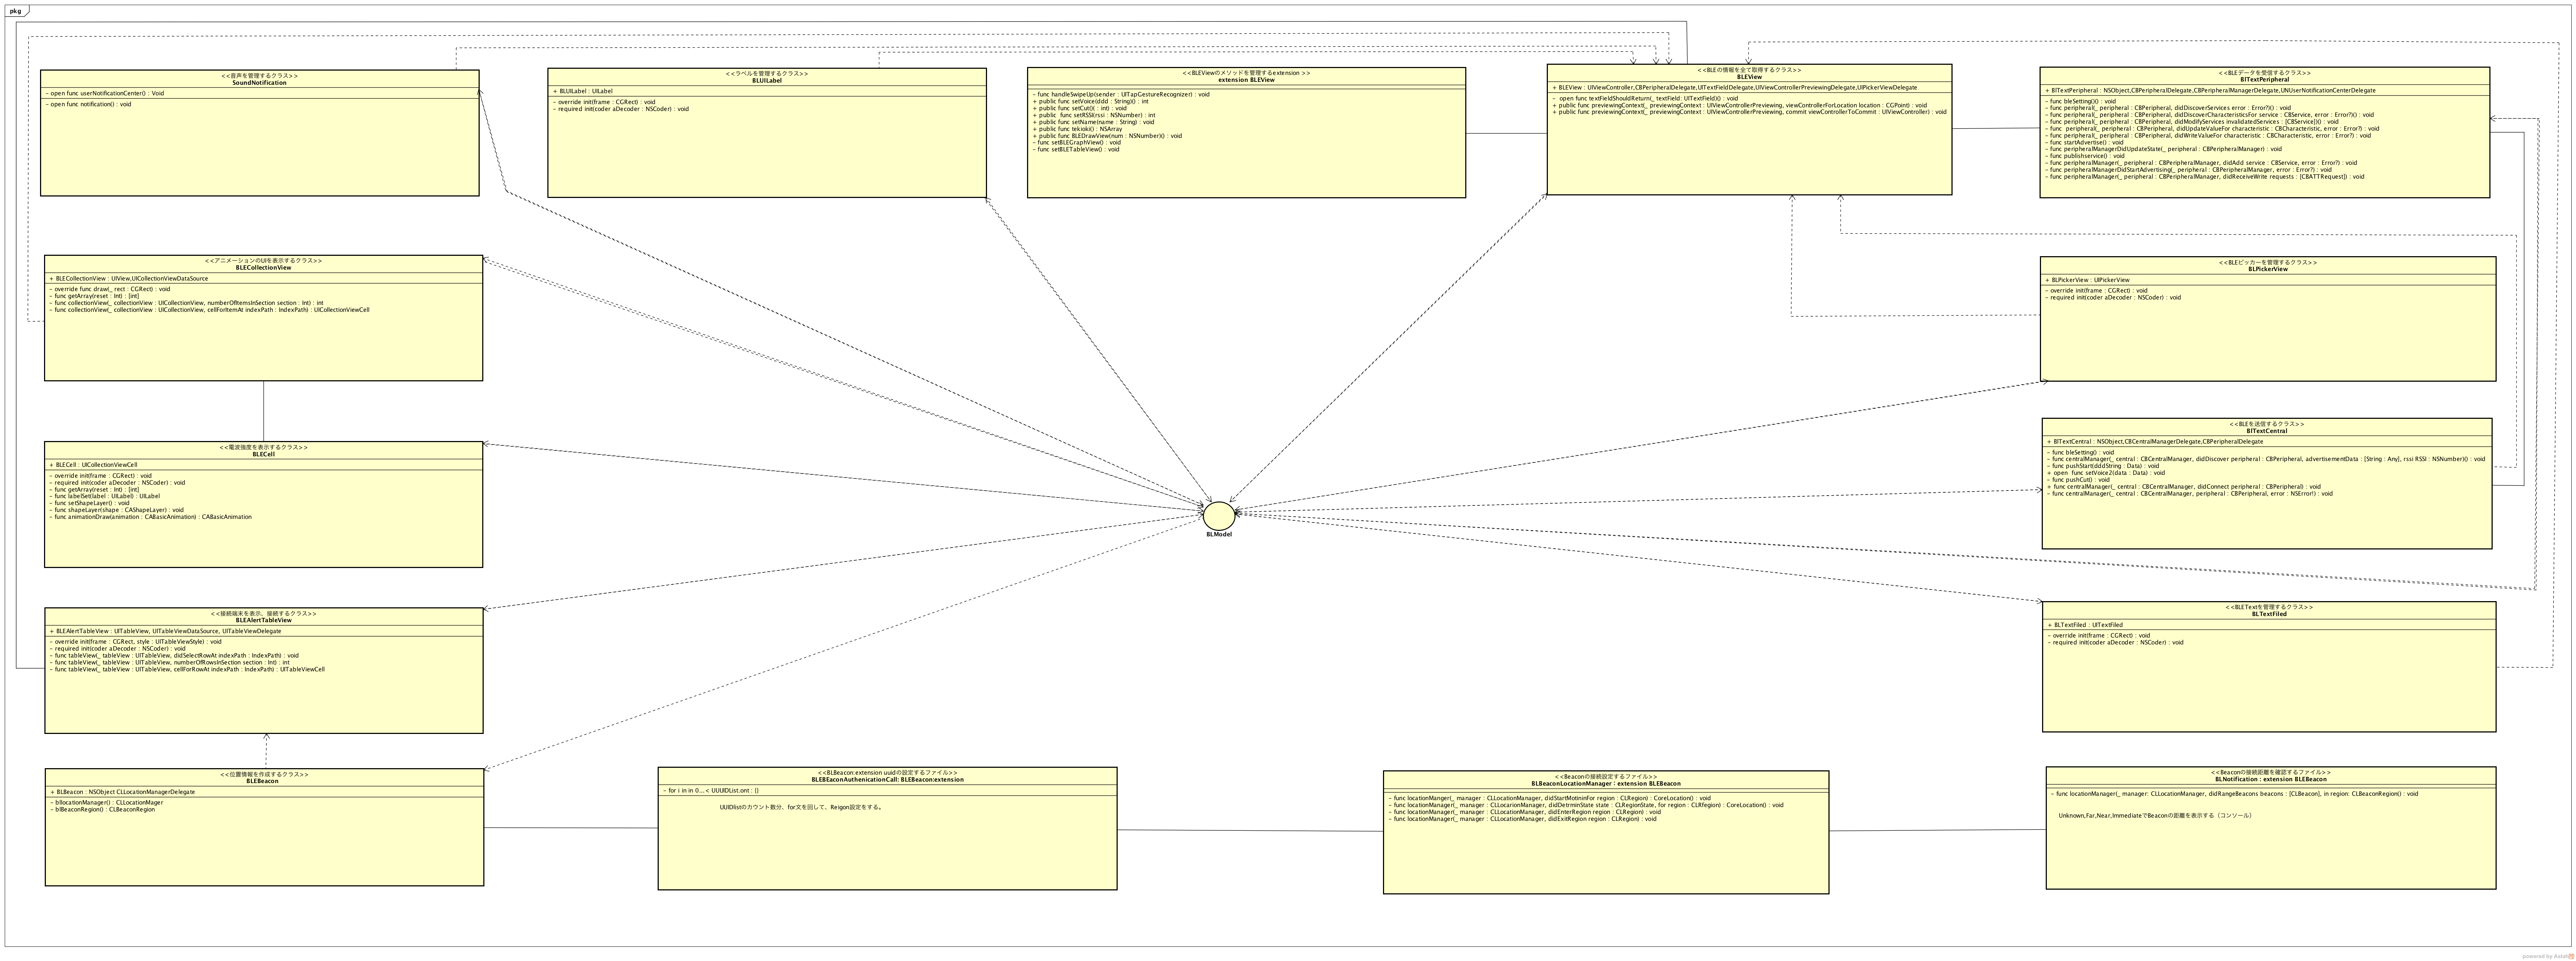 pkg
<<音声を管理するクラス>>
SoundNotification
− open func userNotificationCenter() : Void
− open func notification() : void
<<ラベルを管理するクラス>>
BLUILabel
+ BLUILabel : UILabel
− override init(frame : CGRect) : void
− required init(coder aDecoder : NSCoder) : void
<<BLEViewのメソッドを管理するextension >>
extension BLEView
− func handleSwipeUp(sender : UITapGestureRecognizer) : void
+ public func setVoice(ddd : String)() : int
+ public func setCut()( : int) : void
+ public  func setRSSI(rssi : NSNumber) : int
+ public func setName(name : String) : void
+ public func tekioki() : NSArray
+ public func BLEDrawView(num : NSNumber)() : void
− func setBLEGraphView() : void
− func setBLETableView() : void
<<BLEの情報を全て取得するクラス>>
BLEView
+ BLEView : UIViewController,CBPeripheralDelegate,UITextFieldDelegate,UIViewControllerPreviewingDelegate,UIPickerViewDelegate
−  open func textFieldShouldReturn(_ textField: UITextField)() : void
+ public func previewingContext(_ previewingContext : UIViewControllerPreviewing, viewControllerForLocation location : CGPoint) : void
+ public func previewingContext(_ previewingContext : UIViewControllerPreviewing, commit viewControllerToCommit : UIViewController) : void
<<BLEデータを受信するクラス>>
BlTextPeripheral
+ BlTextPeripheral : NSObject,CBPeripheralDelegate,CBPeripheralManagerDelegate,UNUserNotificationCenterDelegate
− func bleSetting()() : void
− func peripheral(_ peripheral : CBPeripheral, didDiscoverServices error : Error?)() : void
− func peripheral(_ peripheral : CBPeripheral, didDiscoverCharacteristicsFor service : CBService, error : Error?)() : void
− func peripheral(_ peripheral : CBPeripheral, didModifyServices invalidatedServices : [CBService])() : void
− func  peripheral(_ peripheral : CBPeripheral, didUpdateValueFor characteristic : CBCharacteristic, error : Error?) : void
− func peripheral(_ peripheral : CBPeripheral, didWriteValueFor characteristic : CBCharacteristic, error : Error?) : void
− func startAdvertise() : void
− func peripheralManagerDidUpdateState(_ peripheral : CBPeripheralManager) : void
− func publishservice() : void
− func peripheralManager(_ peripheral : CBPeripheralManager, didAdd service : CBService, error : Error?) : void
− func peripheralManagerDidStartAdvertising(_ peripheral : CBPeripheralManager, error : Error?) : void
− func peripheralManager(_ peripheral : CBPeripheralManager, didReceiveWrite requests : [CBATTRequest]) : void
<<アニメーションのUIを表示するクラス>>
BLECollectionView
+ BLECollectionView : UIView,UICollectionViewDataSource
− override func draw(_ rect : CGRect) : void
− func getArray(reset : Int) : [int]
− func collectionView(_ collectionView : UICollectionView, numberOfItemsInSection section : Int) : int
− func collectionView(_ collectionView : UICollectionView, cellForItemAt indexPath : IndexPath) : UICollectionViewCell
<<BLEピッカーを管理するクラス>>
BLPickerView
+ BLPickerView : UIPickerView
− override init(frame : CGRect) : void
− required init(coder aDecoder : NSCoder) : void
<<電波強度を表示するクラス>>
BLECell
+ BLECell : UICollectionViewCell
− override init(frame : CGRect) : void
− required init(coder aDecoder : NSCoder) : void
− func getArray(reset : Int) : [int]
− func labelSet(label : UILabel) : UILabel
− func setShapeLayer() : void
− func shapeLayer(shape : CAShapeLayer) : void
− func animationDraw(animation : CABasicAnimation) : CABasicAnimation
<<BLEを送信するクラス>>
BlTextCentral
+ BlTextCentral : NSObject,CBCentralManagerDelegate,CBPeripheralDelegate
− func bleSetting() : void
− func centralManager(_ central : CBCentralManager, didDiscover peripheral : CBPeripheral, advertisementData : [String : Any], rssi RSSI : NSNumber)() : void
− func pushStart(dddString : Data) : void
+ open  func setVoice2(data : Data) : void
− func pushCut() : void
+ func centralManager(_ central : CBCentralManager, didConnect peripheral : CBPeripheral) : void
− func centralManager(_ central : CBCentralManager, peripheral : CBPeripheral, error : NSError!) : void
BLModel
<<接続端末を表示、接続するクラス>>
BLEAlertTableView
+ BLEAlertTableView : UITableView, UITableViewDataSource, UITableViewDelegate
− override init(frame : CGRect, style : UITableViewStyle) : void
− required init(coder aDecoder : NSCoder) : void
− func tableView(_ tableView : UITableView, didSelectRowAt indexPath : IndexPath) : void
− func tableView(_ tableView : UITableView, numberOfRowsInSection section : Int) : int
− func tableView(_ tableView : UITableView, cellForRowAt indexPath : IndexPath) : UITableViewCell
<<BLETextを管理するクラス>>
BLTextFiled
+ BLTextFiled : UITextFiled
− override init(frame : CGRect) : void
− required init(coder aDecoder : NSCoder) : void
<<位置情報を作成するクラス>>
BLEBeacon
+ BLBeacon : NSObject CLLocationManagerDelegate
− bllocationManager() : CLLocationMager
− blBeaconRegion() : CLBeaconRegion
<<BLBeacon:extension uuidの設定するファイル>>
BLEBEaconAuthenicationCall: BLEBeacon:extension
− for i in in 0...< UUUIDList.ont : {}
UUIDlistのカウント数分、for文を回して、Reigon設定をする。
<<Beaconの接続設定するファイル>>
BLBeaconLocationManager : extension BLEBeacon
− func locationManger(_ manager : CLLocationManager, didStartMotininFor region : CLRegion) : CoreLocation() : void
− func locationManager(_ manager : CLLocarionManager, didDetrminState state : CLRegionState, for region : CLRfegion) : CoreLocation() : void
− func locationManager(_ manager : CLLocationManager, didEnterRegion region : CLRegion) : void
− func locationManager(_ manager : CLLocationManager, didExitRegion region : CLRegion) : void
<<Beaconの接続距離を確認するファイル>>
BLNotification : extension BLEBeacon
− func locationManager(_ manager: CLLocationManager, didRangeBeacons beacons : [CLBeacon], in region: CLBeaconRegion() : void
Unknown,Far,Near,ImmediateでBeaconの距離を表示する（コンソール）
powered by Astah